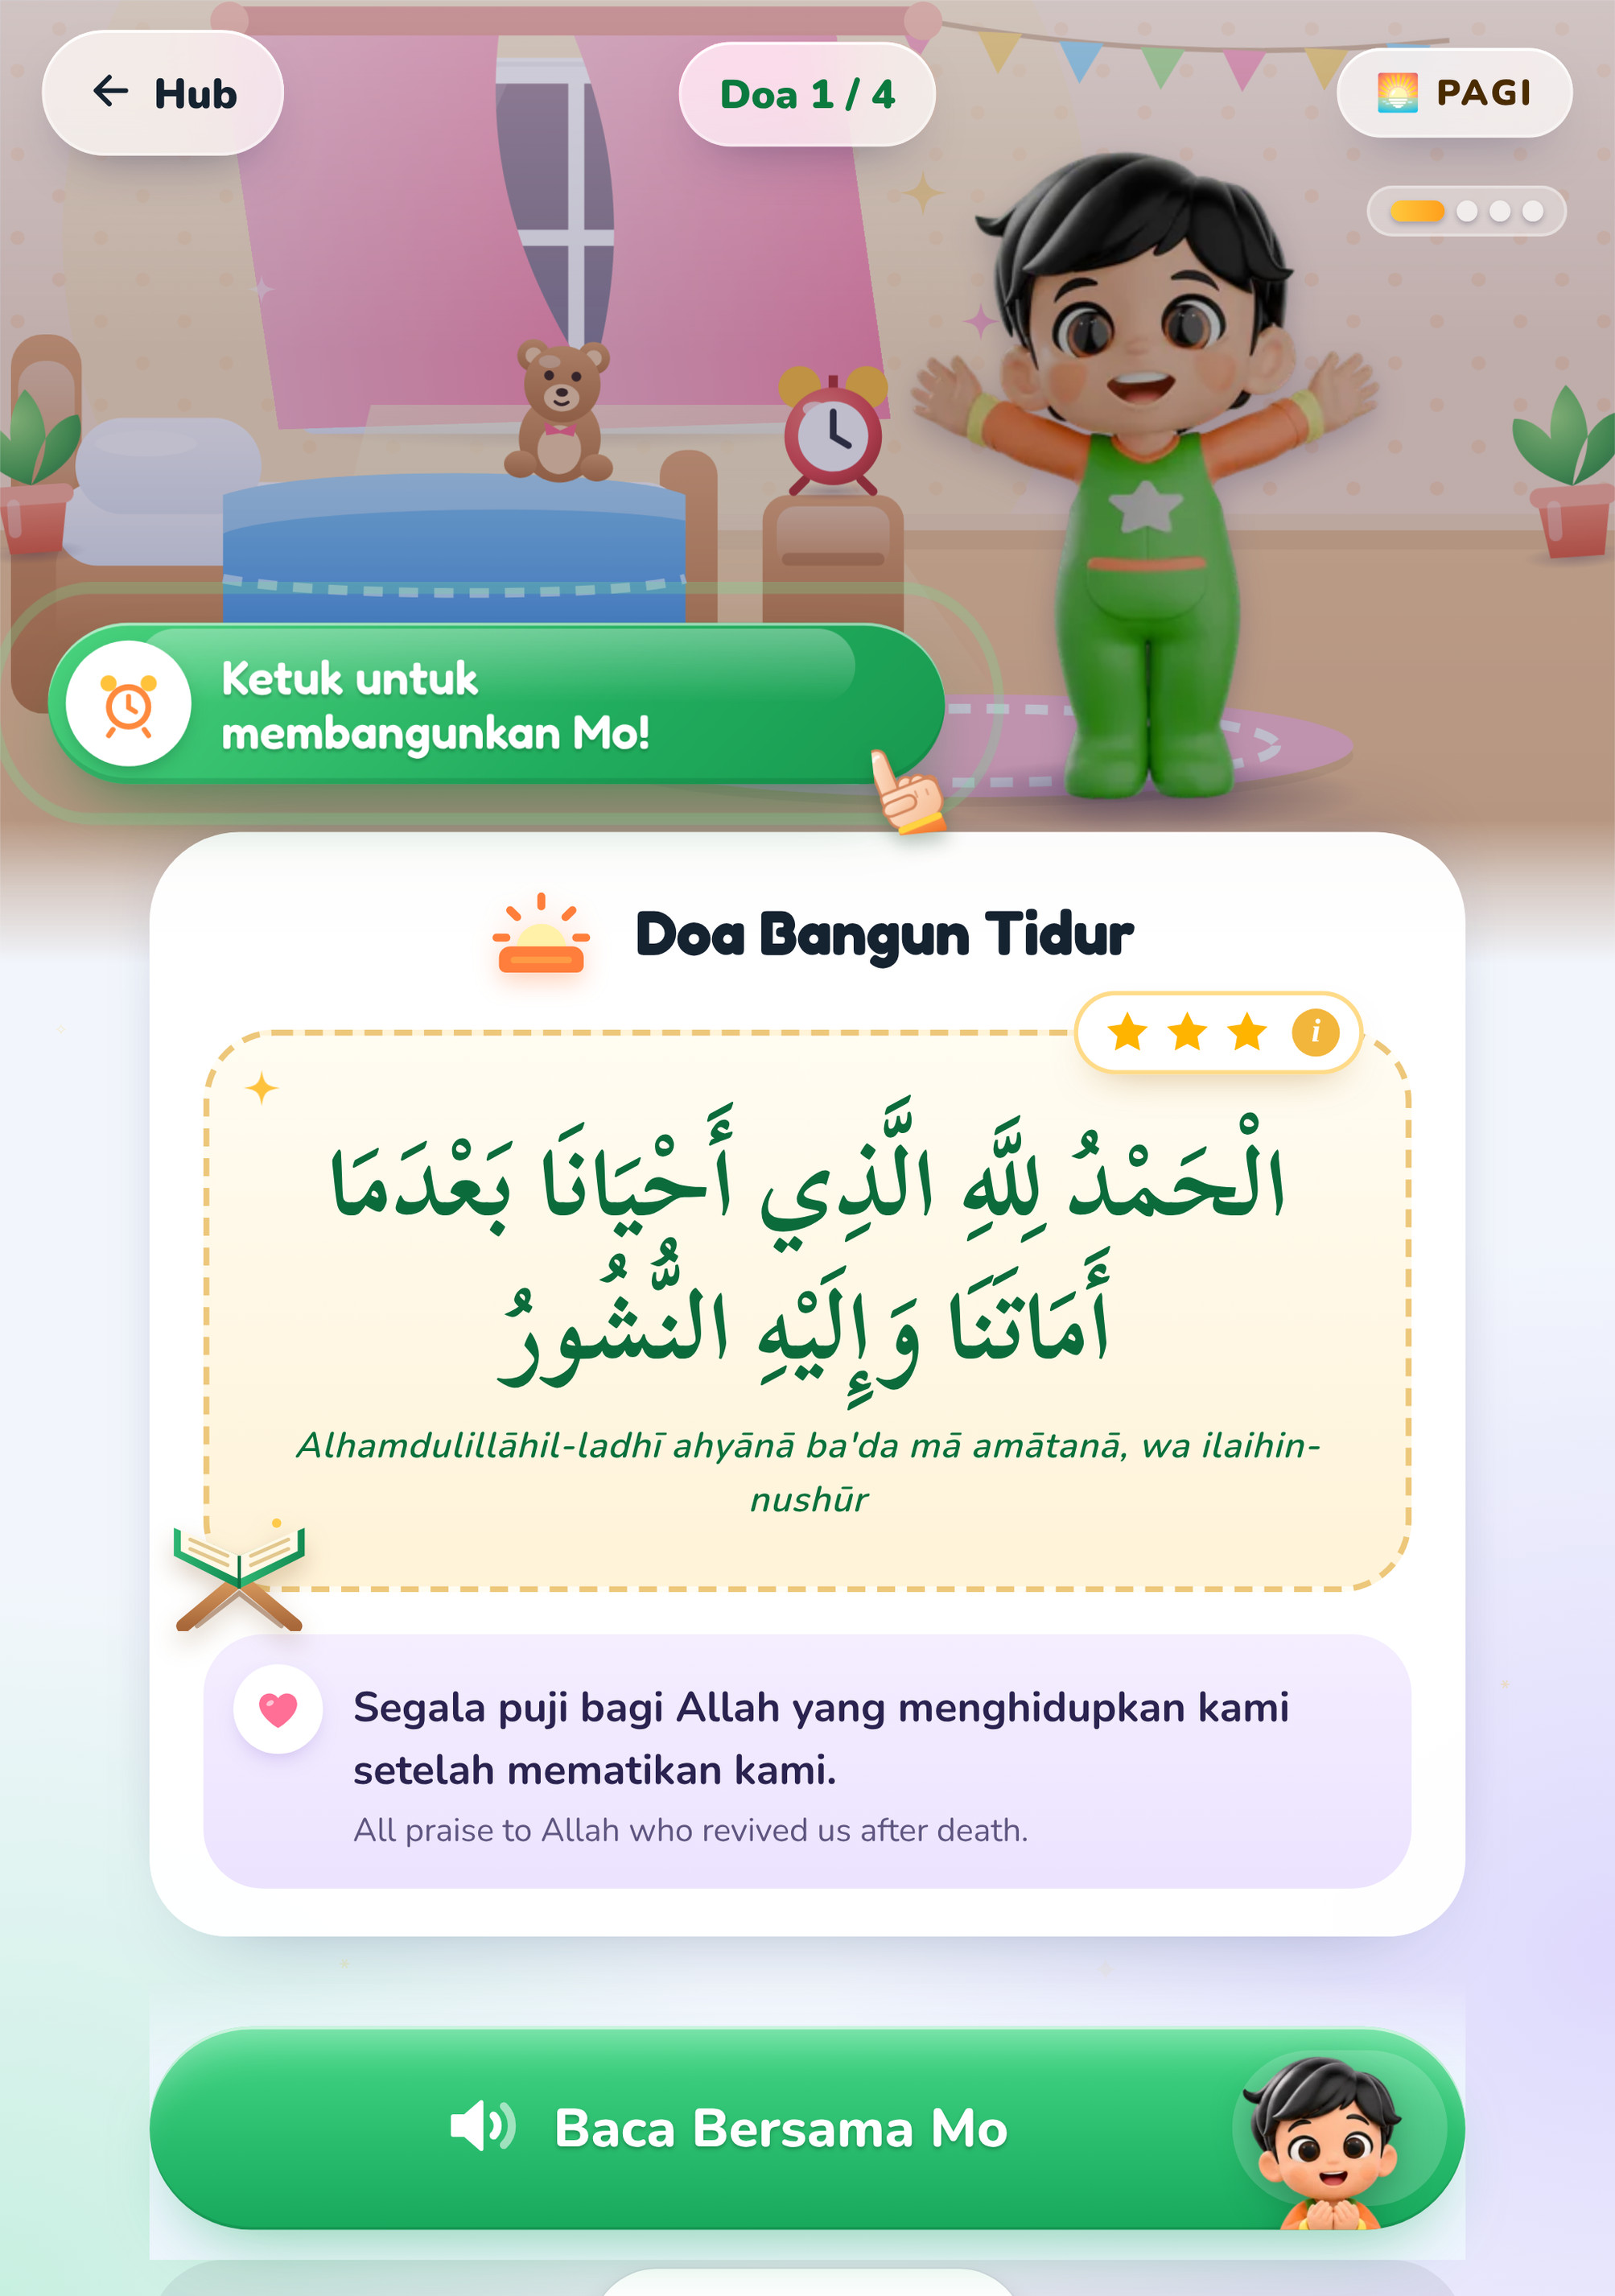 Hub
Doa 1 / 4
PAGI
Ketuk untuk
membangunkan Mo!
Doa Bangun Tidur
i
الْحَمْدُ لِلَّهِ الَّذِي أَحْيَانَا بَعْدَمَا
أَمَاتَنَا وَإِلَيْهِ النُّشُورُ
Alhamdulillāhil-ladhī ahyānā ba'da mā amātanā, wa ilaihin-
nushūr
Segala puji bagi Allah yang menghidupkan kami
setelah mematikan kami.
All praise to Allah who revived us after death.
Baca Bersama Mo